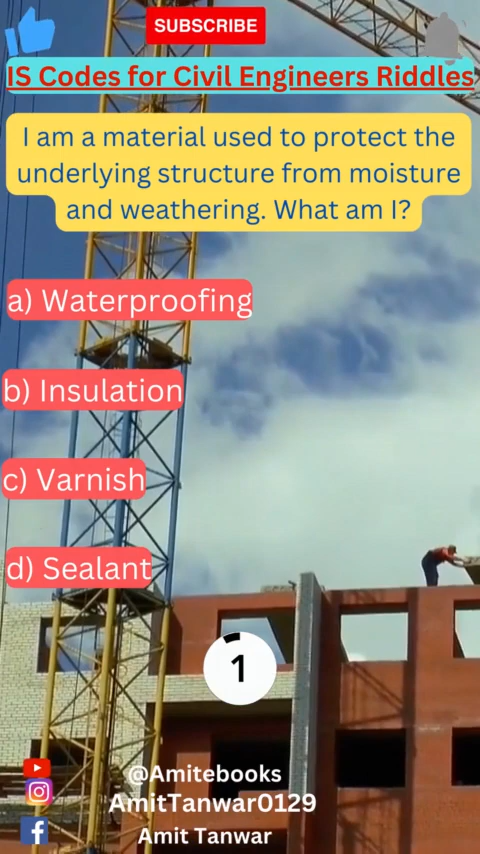 SUBSCRIBE
IS Codes for Civil Engineers Riddles
I am a material used to protect the
underlying structure from moisture
and weathering. What am I?
a) Waterproofing
b) Insulation
c) Varnish
d) Sealant
1
@Amitebooks
AmitTanwar0129
Amit Tanwar